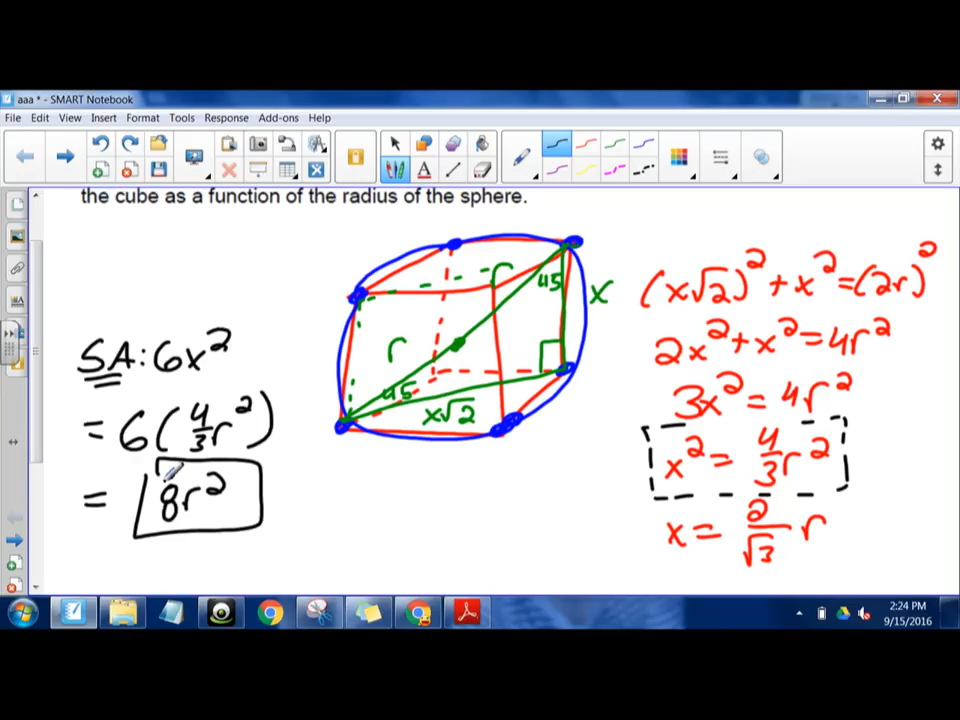 aaa * - SMART Notebook
File Edit View Insert Format Tools Response Add-ons Help
the cube as a function of the radius of the sphere.
SA: 6x²
= 6(4/3r²)
= 8r²
r
r
45
45
x
x√2
(x√2)² + x² = (2r)²
2x² + x² = 4r²
3x² = 4r²
x² = 4/3 r²
x = 2/√3 r
2:24 PM
9/15/2016